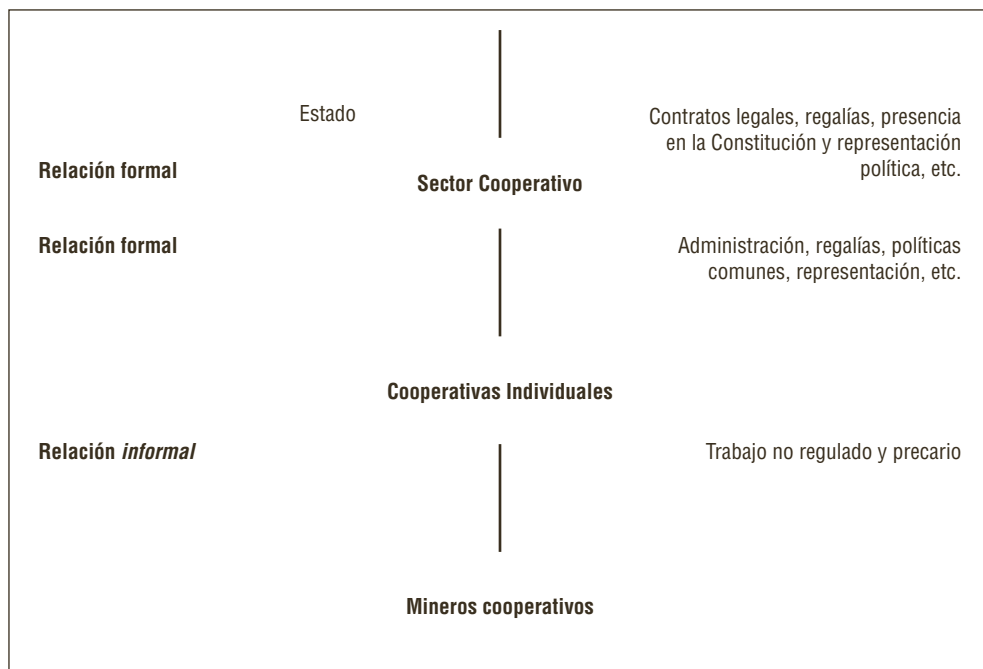 Estado
Contratos legales, regalías, presencia
en la Constitución y representación
política, etc.
Relación formal
Sector Cooperativo
Relación formal
Administración, regalías, políticas
comunes, representación, etc.
Cooperativas Individuales
Relación informal
Trabajo no regulado y precario
Mineros cooperativos